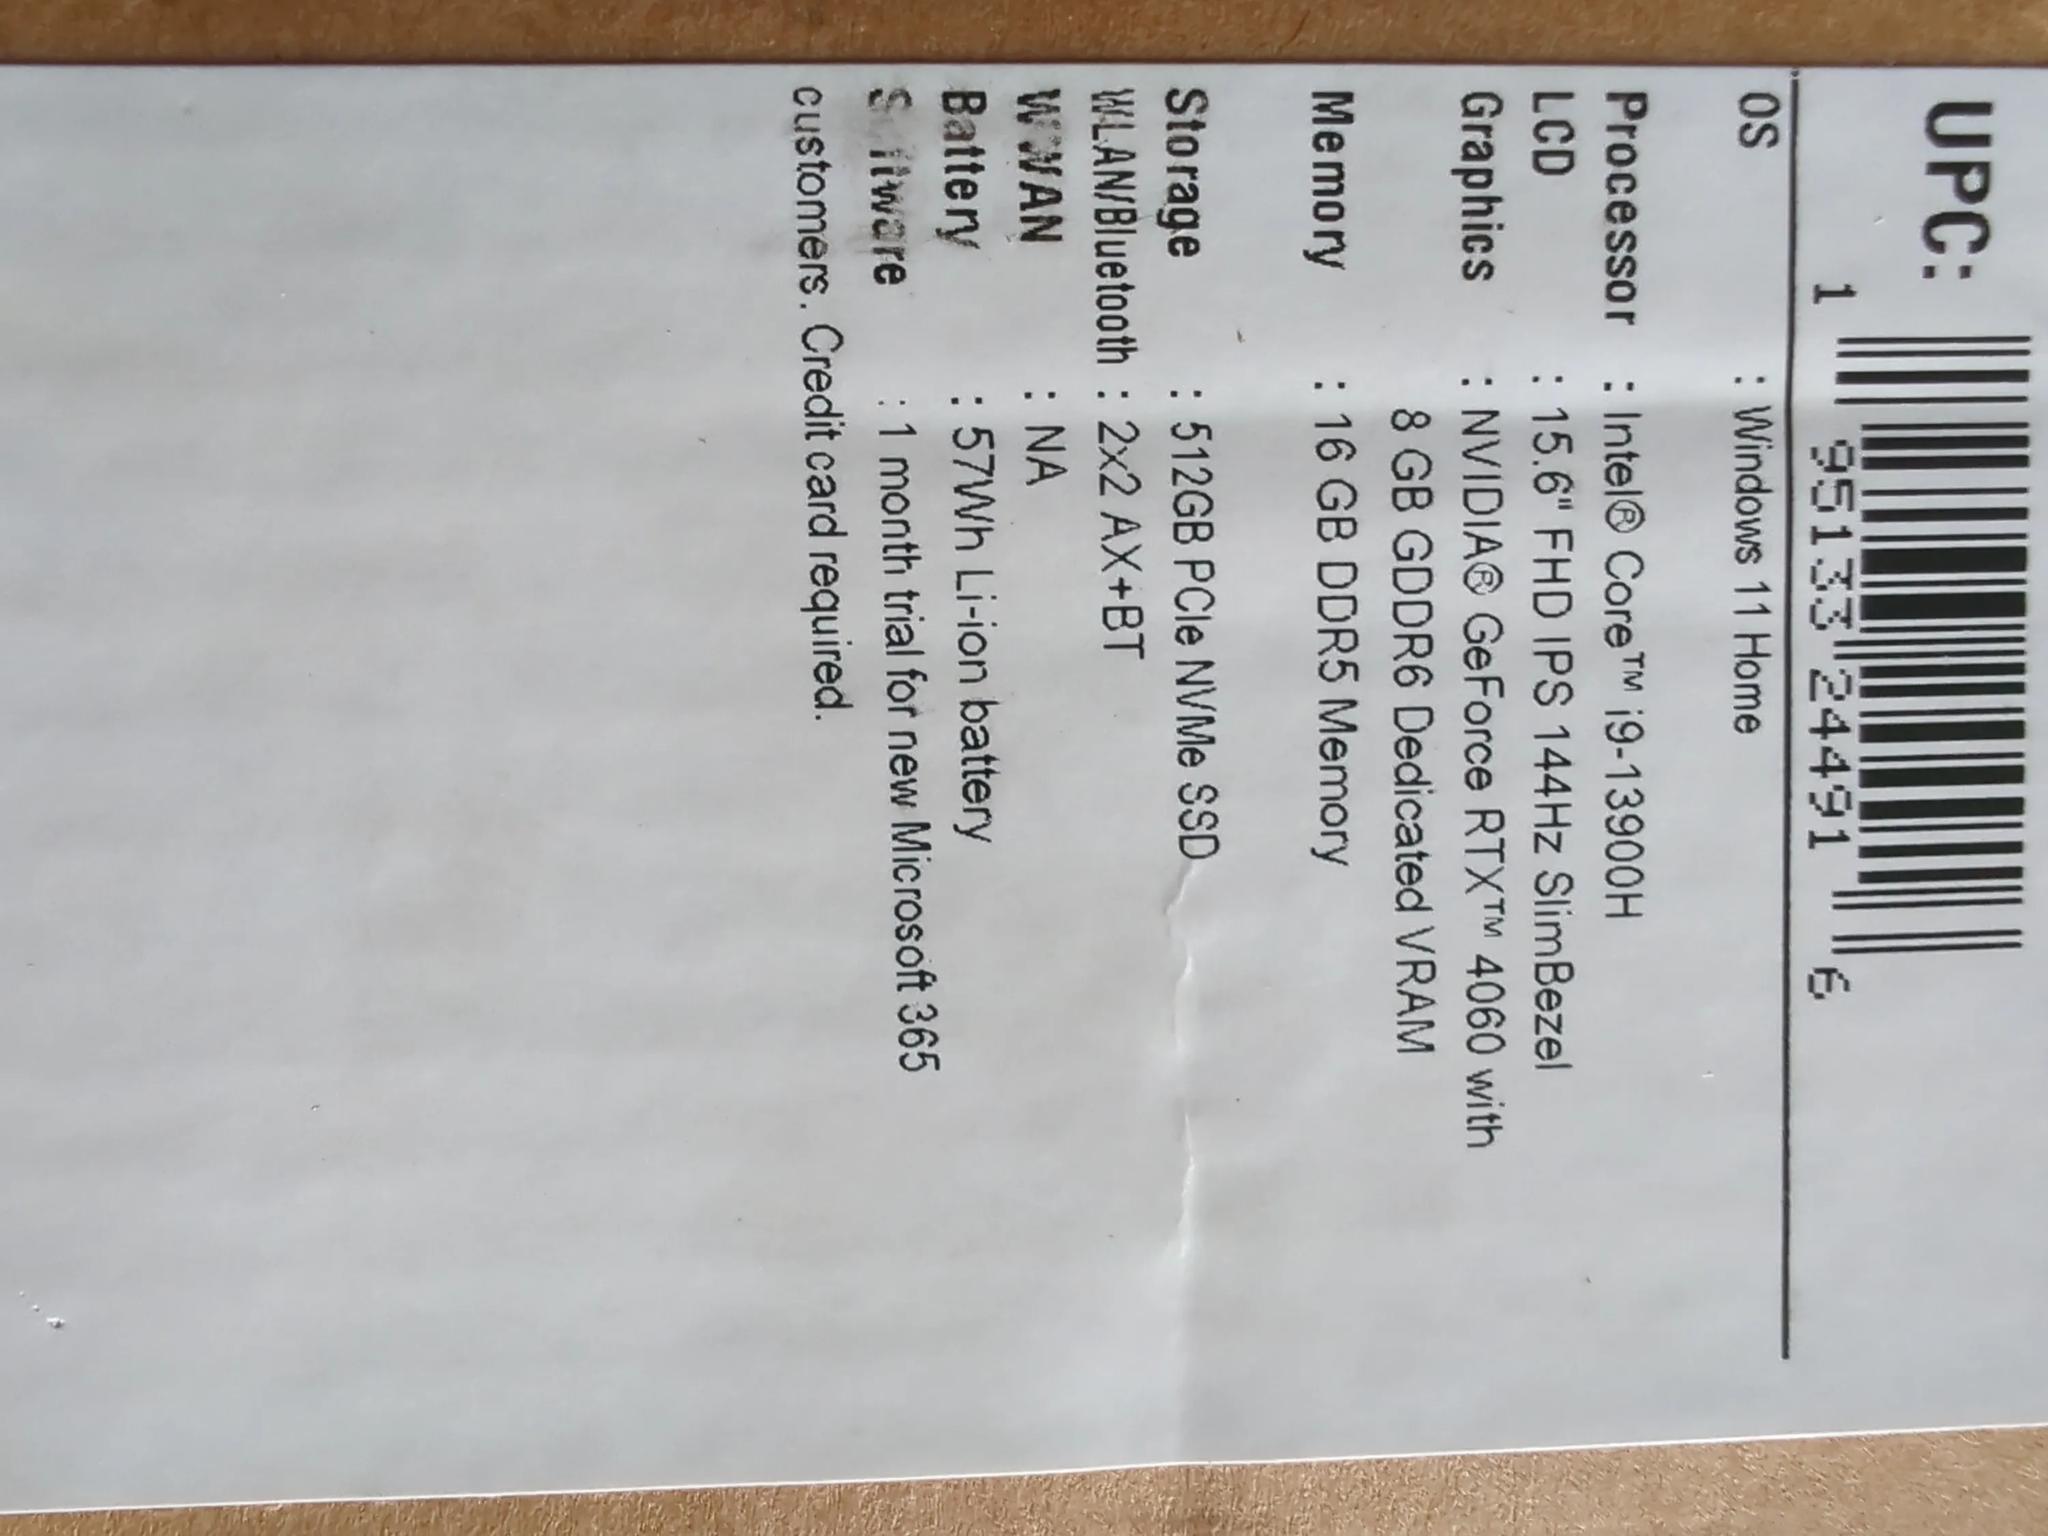 UPC:
1 95133 24491 6
OS : Windows 11 Home
Processor : Intel® Core™ i9-13900H
LCD : 15.6" FHD IPS 144Hz SlimBezel
Graphics : NVIDIA® GeForce RTX™ 4060 with
8 GB GDDR6 Dedicated VRAM
Memory : 16 GB DDR5 Memory
Storage : 512GB PCIe NVMe SSD
WLAN/Bluetooth : 2x2 AX+BT
WWAN : NA
Battery : 57Wh Li-ion battery
Software : 1 month trial for new Microsoft 365
customers. Credit card required.